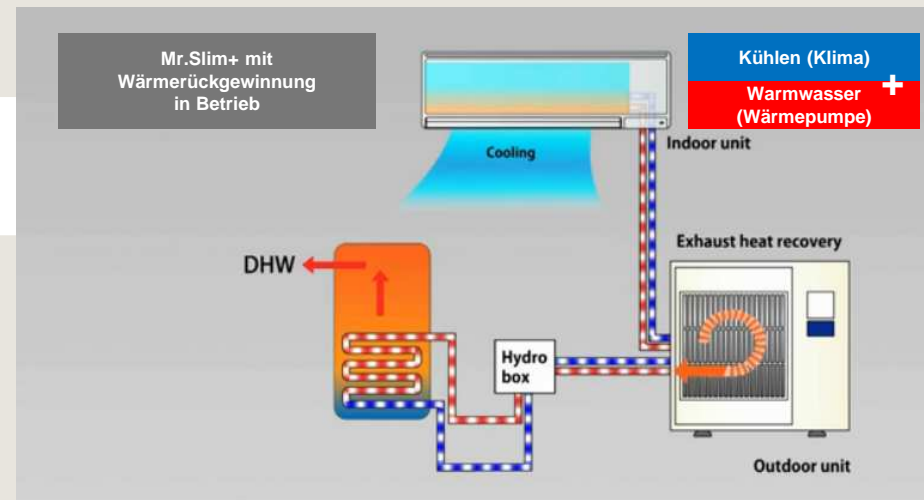 Mr.Slim+ mit
Wärmerückgewinnung
in Betrieb
Kühlen (Klima)
+
Warmwasser
(Wärmepumpe)
Indoor unit
Cooling
Exhaust heat recovery
DHW
Hydro
box
Outdoor unit